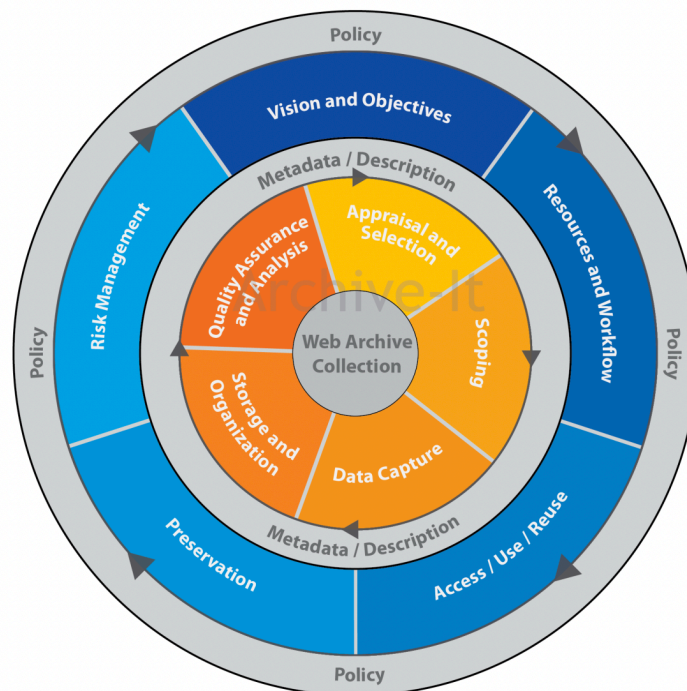 Policy
Vision and Objectives
Resources and Workflow
Access / Use / Reuse
Preservation
Risk Management
Policy
Policy
Policy
Metadata / Description
Appraisal and
Selection
Scoping
Data Capture
Storage and
Organization
Quality Assurance
and Analysis
Metadata / Description
Archive-It
Web Archive
Collection